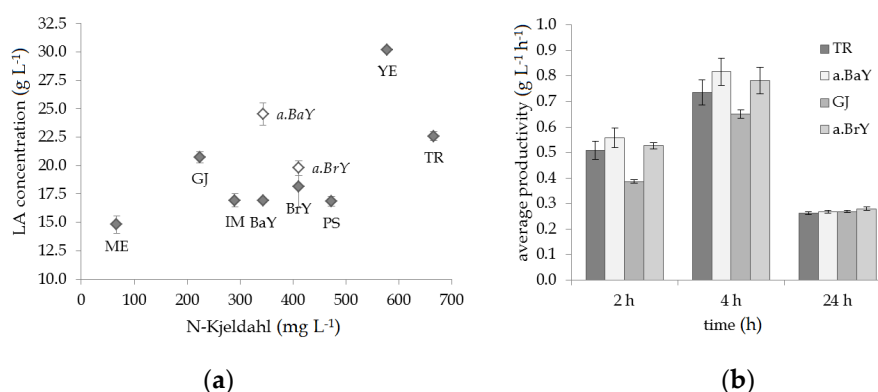 LA concentration (g L-1)
32.5
30.0
27.5
25.0
22.5
20.0
17.5
15.0
12.5
10.0
YE
a.BaY
TR
GJ
a.BrY
IM
BaY
BrY
PS
ME
0
100
200
300
400
500
600
700
N-Kjeldahl (mg L-1)
(a)
average productivity (g L-1 h-1)
1.0
0.9
0.8
0.7
0.6
0.5
0.4
0.3
0.2
0.1
0.0
TR
a.BaY
GJ
a.BrY
2 h
4 h
24 h
time (h)
(b)